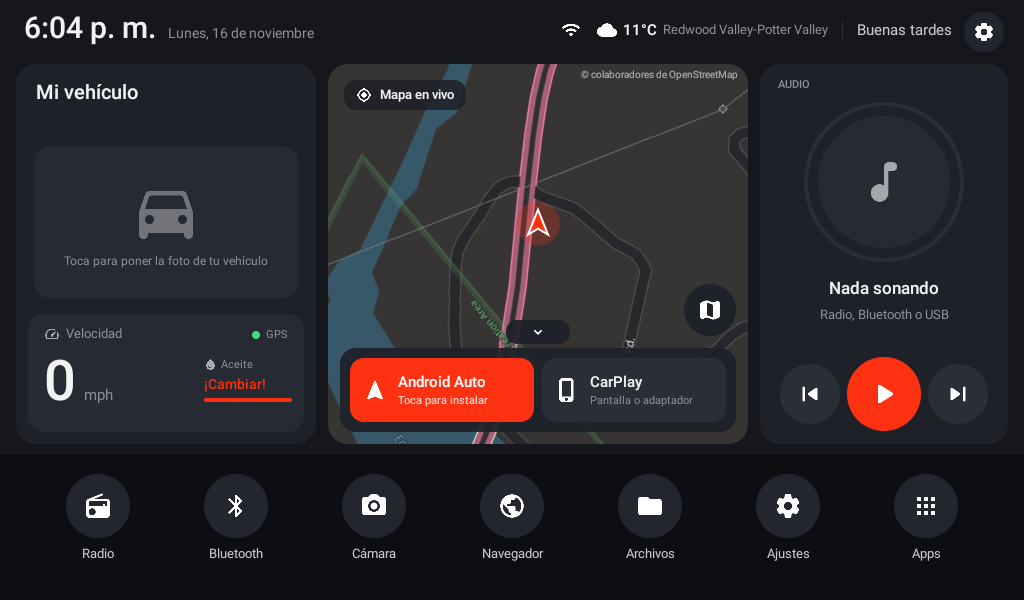 6:04 p. m.
Lunes, 16 de noviembre
11°C
Redwood Valley-Potter Valley
Buenas tardes
Mi vehículo
Toca para poner la foto de tu vehículo
Velocidad
GPS
0 mph
Aceite
¡Cambiar!
© colaboradores de OpenStreetMap
Mapa en vivo
Android Auto
Toca para instalar
CarPlay
Pantalla o adaptador
AUDIO
Nada sonando
Radio, Bluetooth o USB
Radio
Bluetooth
Cámara
Navegador
Archivos
Ajustes
Apps